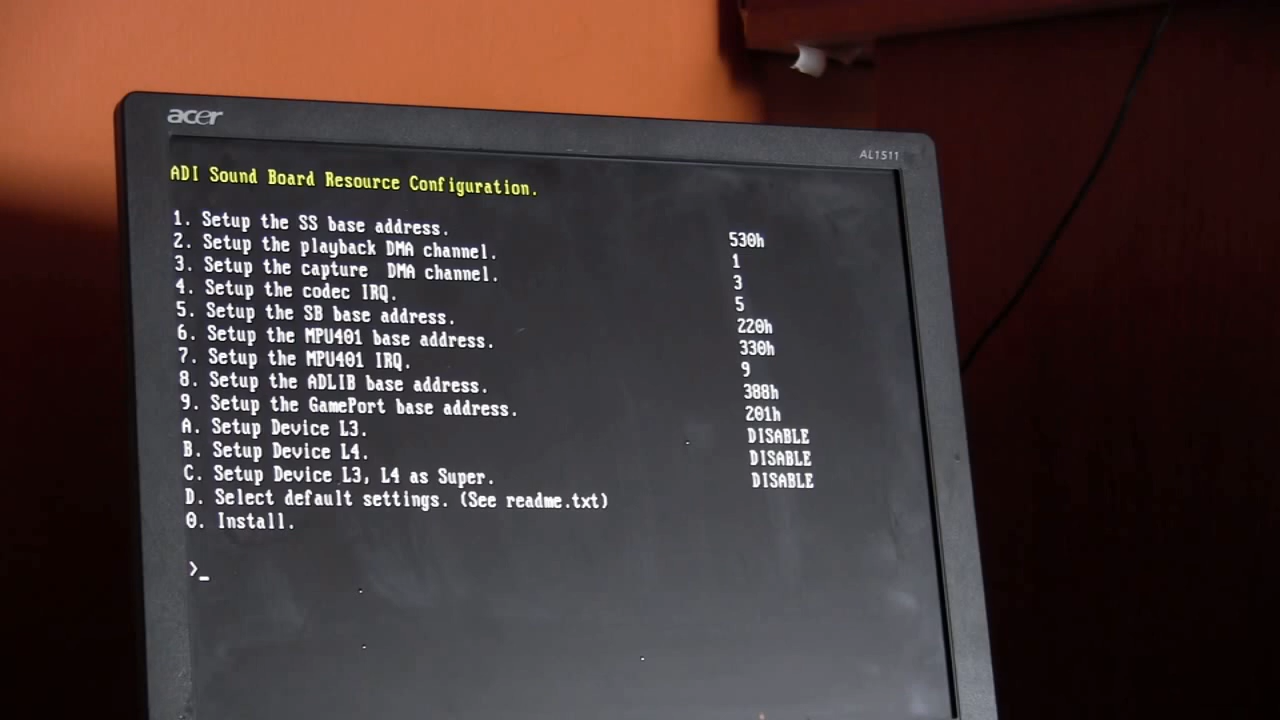 acer
AL1511
ADI Sound Board Resource Configuration.
1. Setup the SS base address. 530h
2. Setup the playback DMA channel. 1
3. Setup the capture  DMA channel. 3
4. Setup the codec IRQ. 5
5. Setup the SB base address. 220h
6. Setup the MPU401 base address. 330h
7. Setup the MPU401 IRQ. 9
8. Setup the ADLIB base address. 388h
9. Setup the GamePort base address. 201h
A. Setup Device L3. DISABLE
B. Setup Device L4. DISABLE
C. Setup Device L3, L4 as Super. DISABLE
D. Select default settings. (See readme.txt)
0. Install.
>_